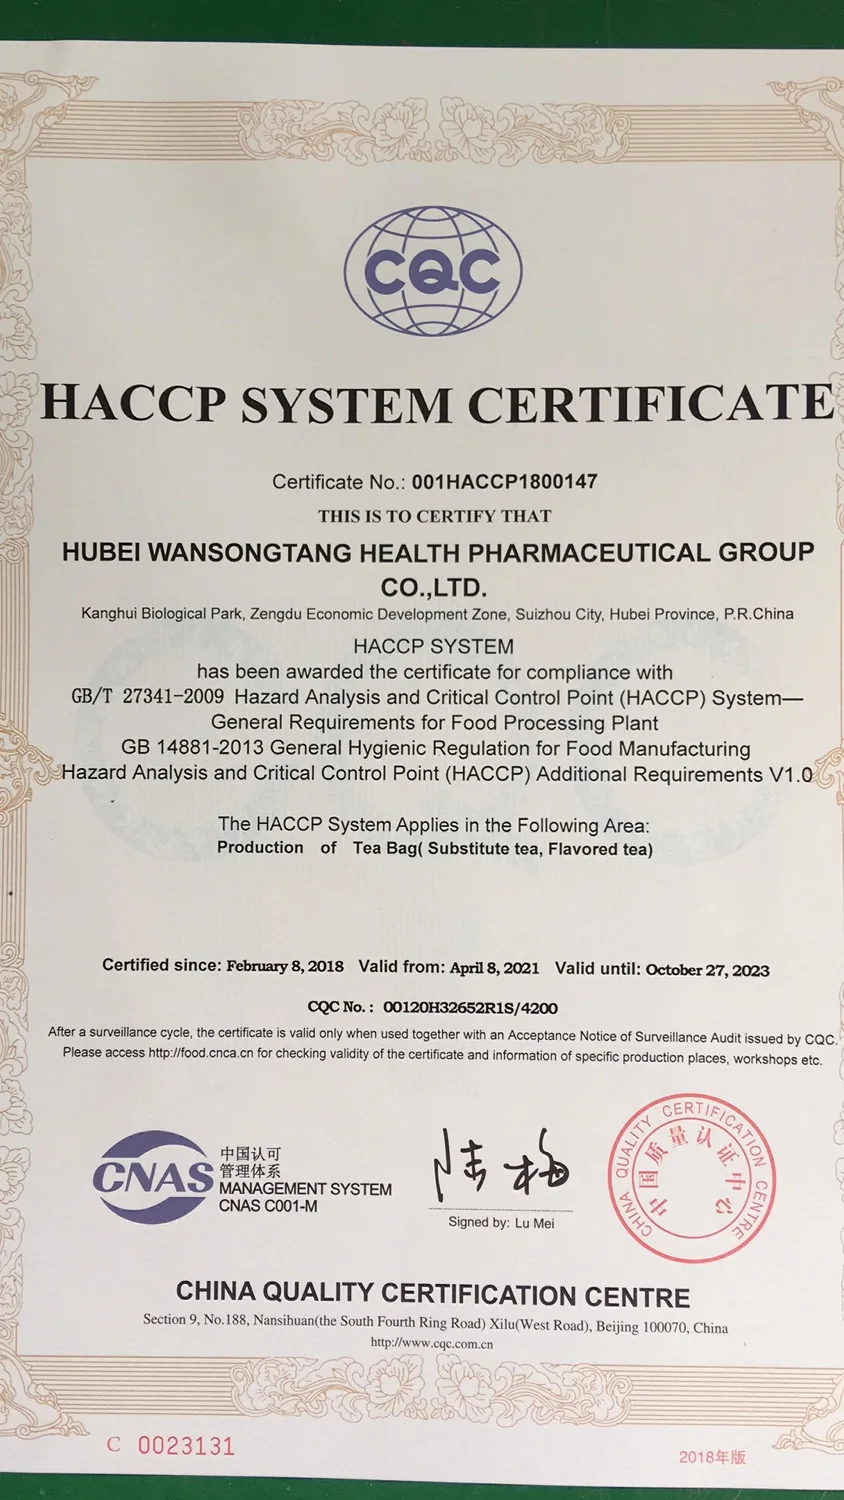 CQC
HACCP SYSTEM CERTIFICATE
Certificate No.: 001HACCP1800147
THIS IS TO CERTIFY THAT
HUBEI WANSONGTANG HEALTH PHARMACEUTICAL GROUP
CO.,LTD.
Kanghui Biological Park, Zengdu Economic Development Zone, Suizhou City, Hubei Province, P.R.China
HACCP SYSTEM
has been awarded the certificate for compliance with
GB/T 27341-2009 Hazard Analysis and Critical Control Point (HACCP) System—
General Requirements for Food Processing Plant
GB 14881-2013 General Hygienic Regulation for Food Manufacturing
Hazard Analysis and Critical Control Point (HACCP) Additional Requirements V1.0
The HACCP System Applies in the Following Area:
Production of Tea Bag( Substitute tea, Flavored tea)
Certified since: February 8, 2018 Valid from: April 8, 2021 Valid until: October 27, 2023
CQC No. : 00120H32652R1S/4200
After a surveillance cycle, the certificate is valid only when used together with an Acceptance Notice of Surveillance Audit issued by CQC.
Please access http://food.cnca.cn for checking validity of the certificate and information of specific production places, workshops etc.
CNAS
中国认可
管理体系
MANAGEMENT SYSTEM
CNAS C001-M
陆梅
Signed by: Lu Mei
CHINA QUALITY CERTIFICATION CENTRE
中国质量认证中心
CHINA QUALITY CERTIFICATION CENTRE
Section 9, No.188, Nansihuan(the South Fourth Ring Road) Xilu(West Road), Beijing 100070, China
http://www.cqc.com.cn
C 0023131
2018年版